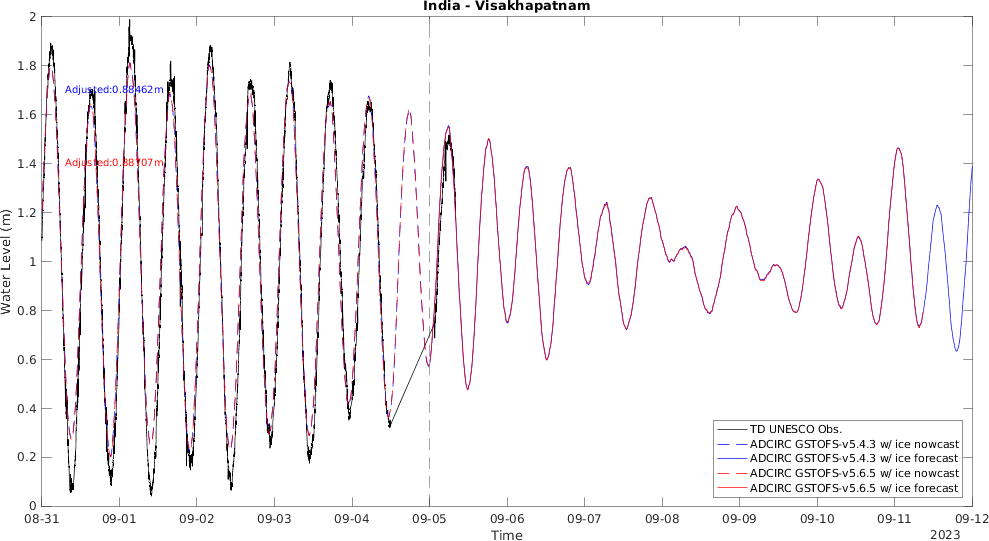 India - Visakhapatnam
Water Level (m)
2
1.8
1.6
1.4
1.2
1
0.8
0.6
0.4
0.2
0
Adjusted:0.88462m
Adjusted:0.88707m
TD UNESCO Obs.
ADCIRC GSTOFS-v5.4.3 w/ ice nowcast
ADCIRC GSTOFS-v5.4.3 w/ ice forecast
ADCIRC GSTOFS-v5.6.5 w/ ice nowcast
ADCIRC GSTOFS-v5.6.5 w/ ice forecast
08-31 09-01 09-02 09-03 09-04 09-05 09-06 09-07 09-08 09-09 09-10 09-11 09-12
Time
2023